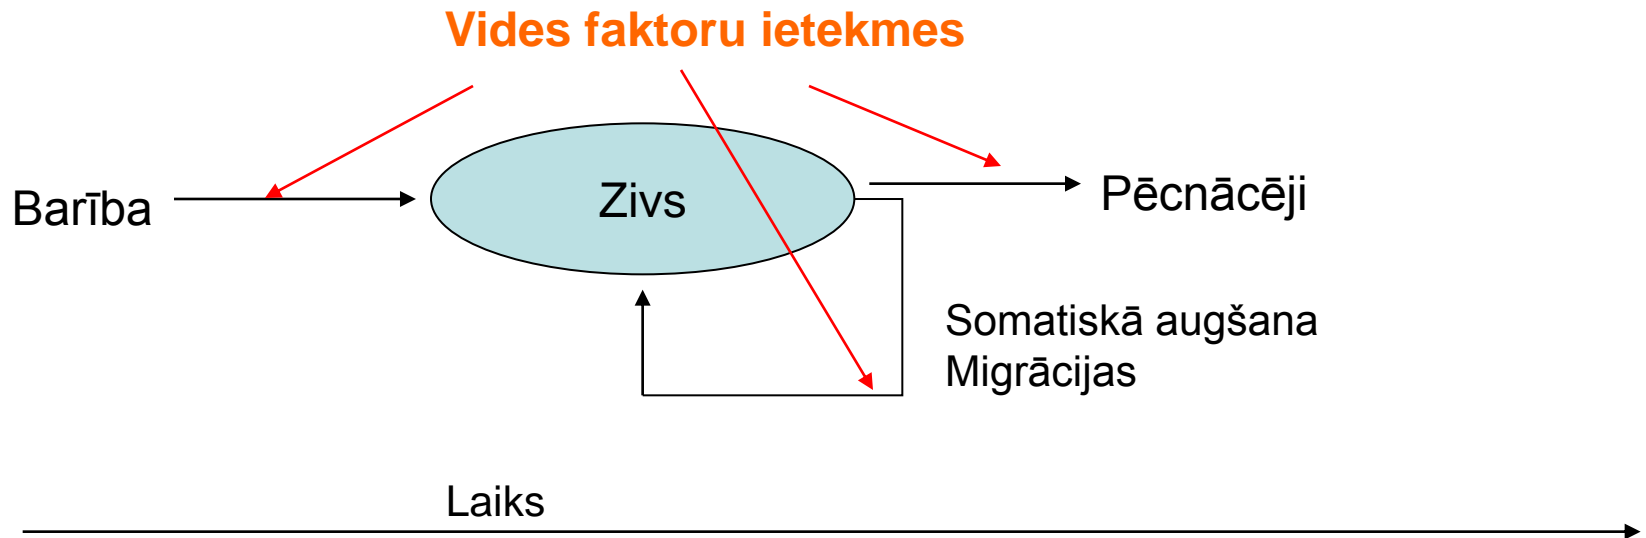 Vides faktoru ietekmes
Barība
Zivs
Pēcnācēji
Somatiskā augšana
Migrācijas
Laiks